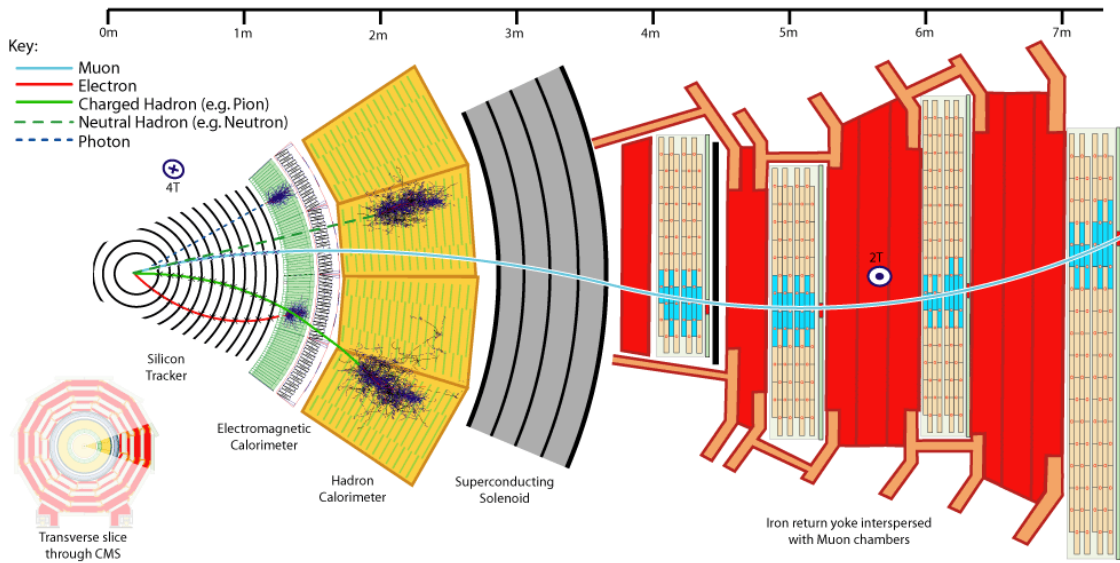 0m 1m 2m 3m 4m 5m 6m 7m
Key:
Muon
Electron
Charged Hadron (e.g. Pion)
Neutral Hadron (e.g. Neutron)
Photon
4T
2T
Silicon
Tracker
Electromagnetic
Calorimeter
Hadron
Calorimeter
Superconducting
Solenoid
Iron return yoke interspersed
with Muon chambers
Transverse slice
through CMS